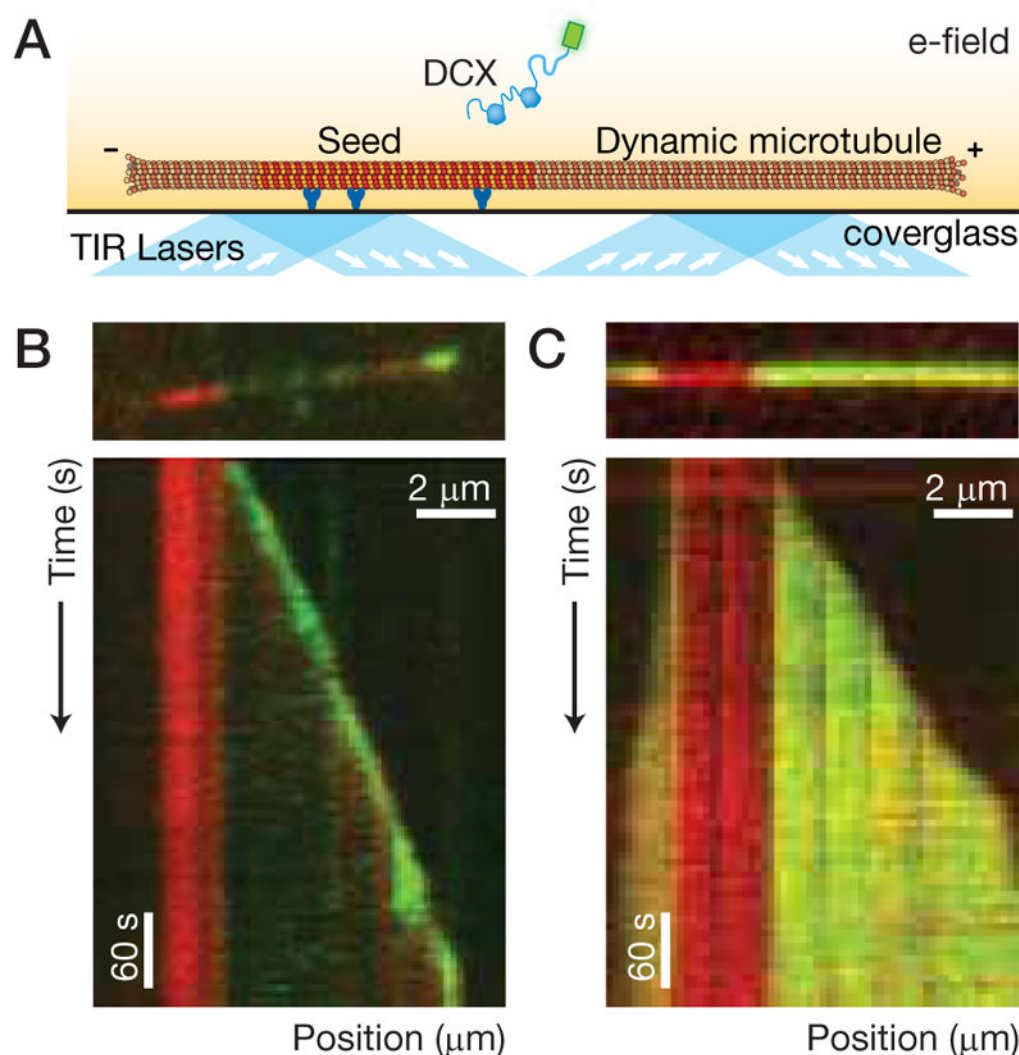 A
e-field
DCX
Seed
Dynamic microtubule
–
+
TIR Lasers
coverglass
B
C
Time (s)
2 μm
60 s
Position (μm)
Time (s)
2 μm
60 s
Position (μm)